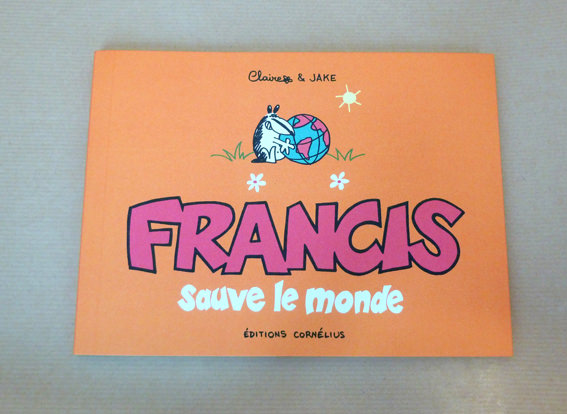 Claire & JAKE
FRANCIS
sauve le monde
ÉDITIONS CORNÉLIUS